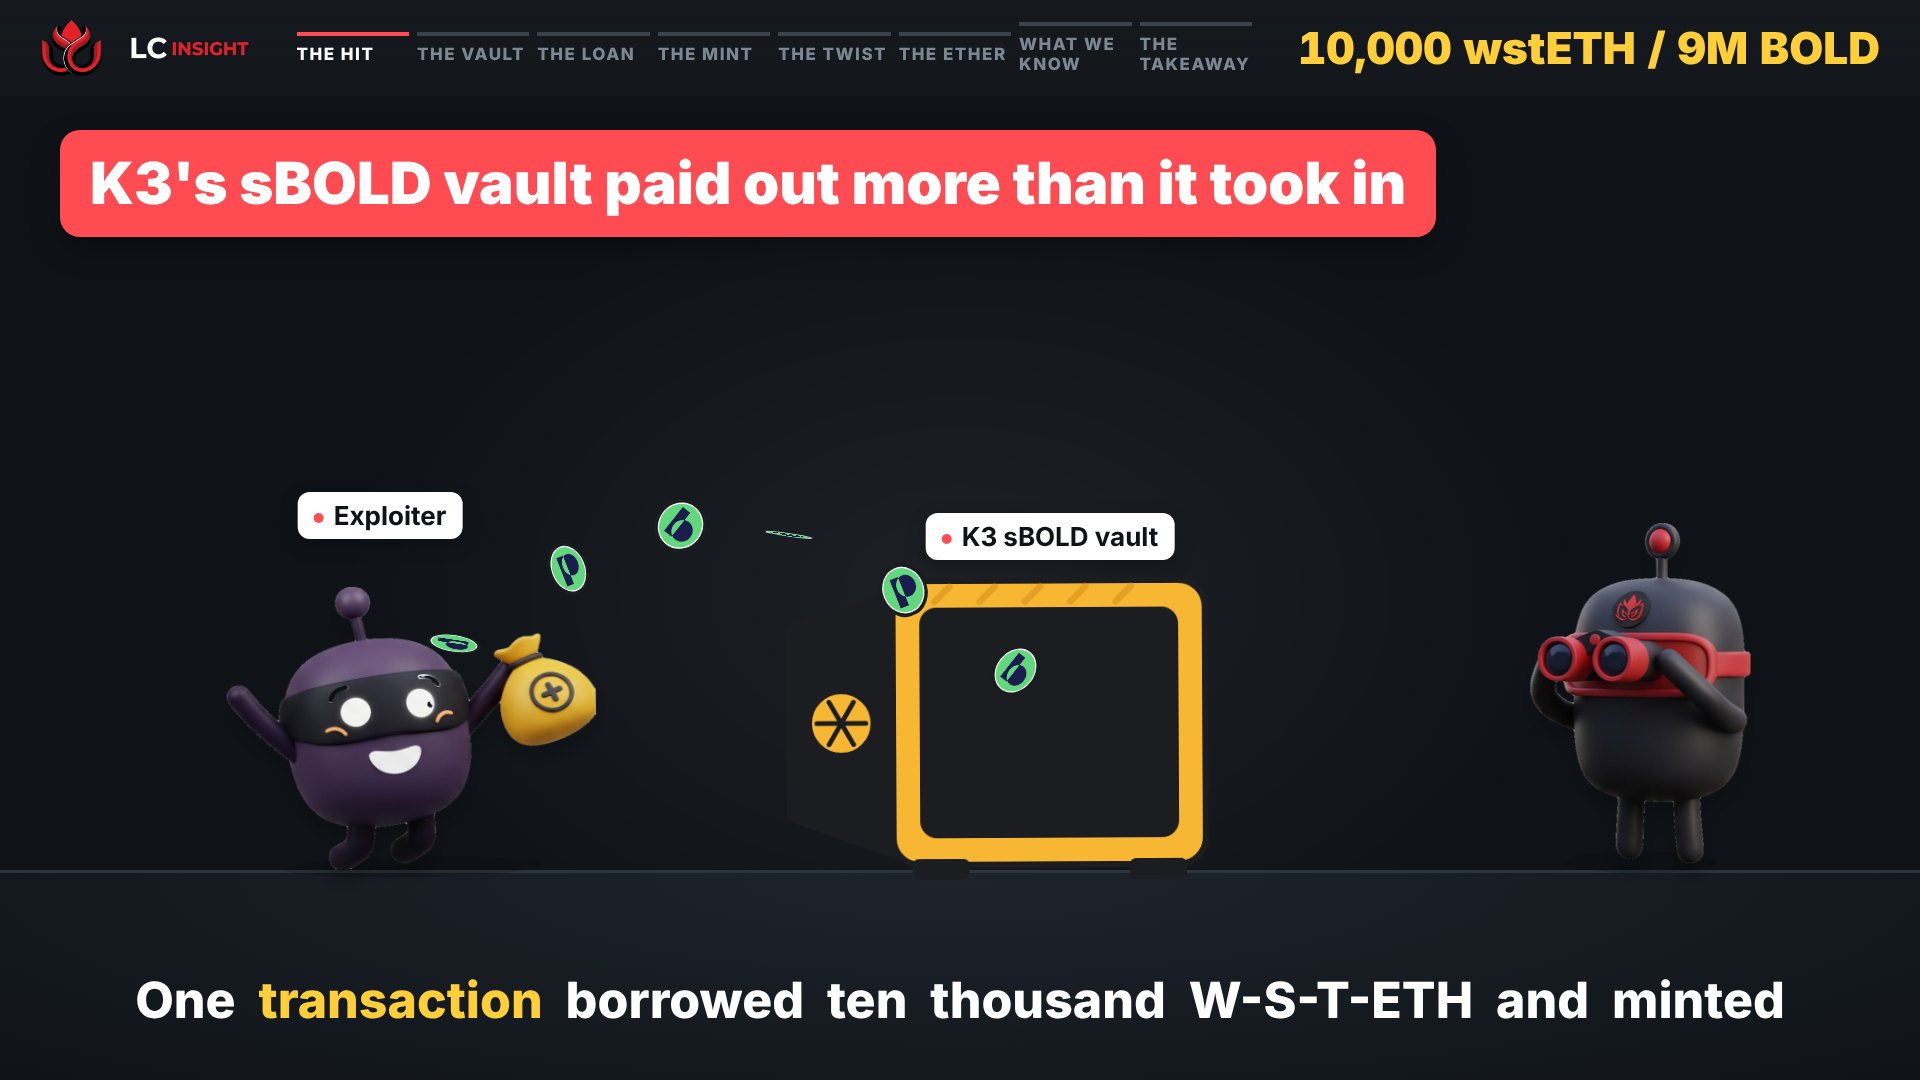 LC INSIGHT
THE HIT
THE VAULT
THE LOAN
THE MINT
THE TWIST
THE ETHER
WHAT WE
KNOW
THE
TAKEAWAY
10,000 wstETH / 9M BOLD
K3's sBOLD vault paid out more than it took in
Exploiter
K3 sBOLD vault
One transaction borrowed ten thousand W-S-T-ETH and minted